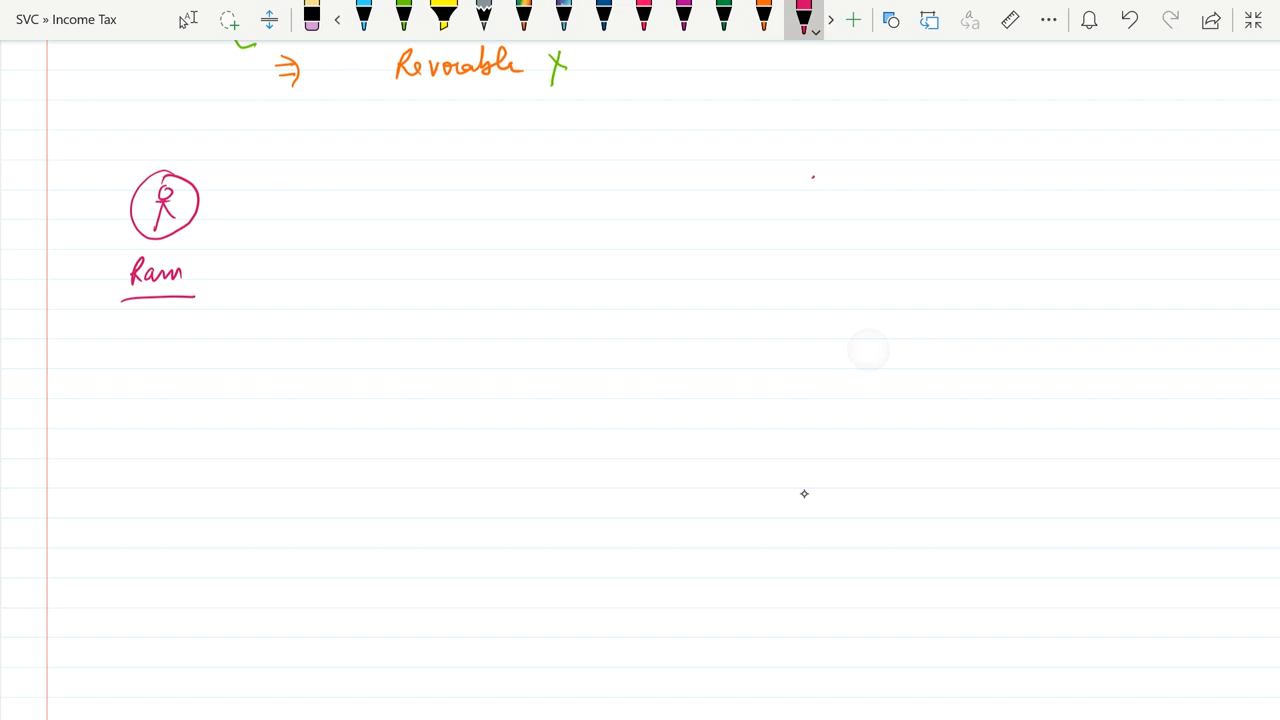 SVC » Income Tax
⇒ Revocable X
Ram